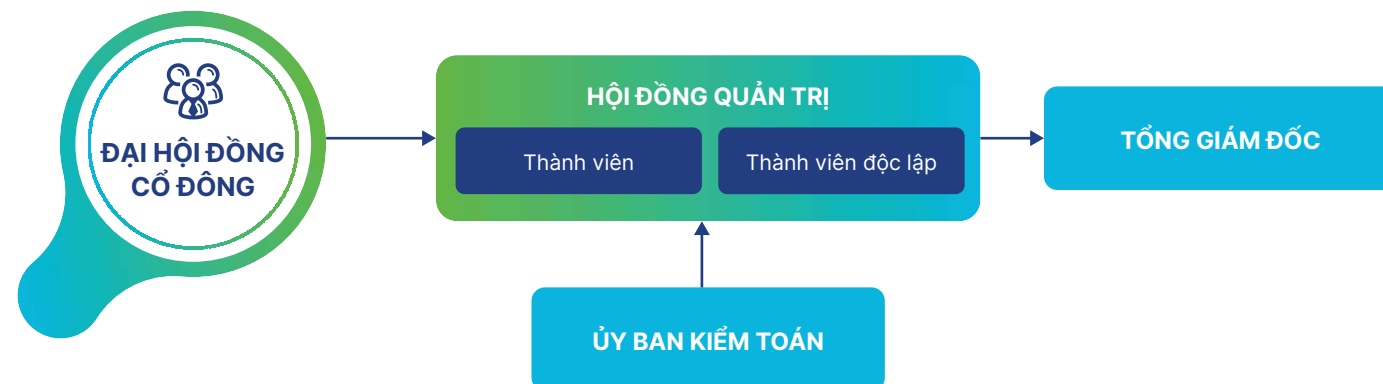 ĐẠI HỘI ĐỒNG
CỔ ĐÔNG
HỘI ĐỒNG QUẢN TRỊ
Thành viên
Thành viên độc lập
TỔNG GIÁM ĐỐC
ỦY BAN KIỂM TOÁN